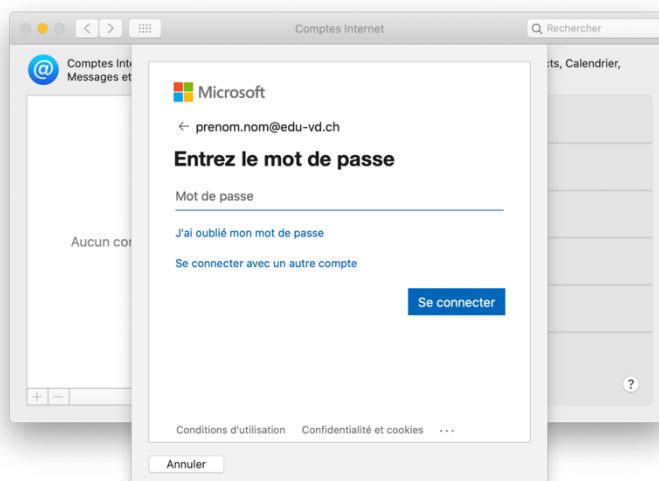 Comptes Internet
Rechercher
Comptes Inte
Messages et
cts, Calendrier,
Microsoft
← prenom.nom@edu-vd.ch
Entrez le mot de passe
Mot de passe
J'ai oublié mon mot de passe
Se connecter avec un autre compte
Aucun con
Se connecter
?
Conditions d'utilisation Confidentialité et cookies ...
Annuler